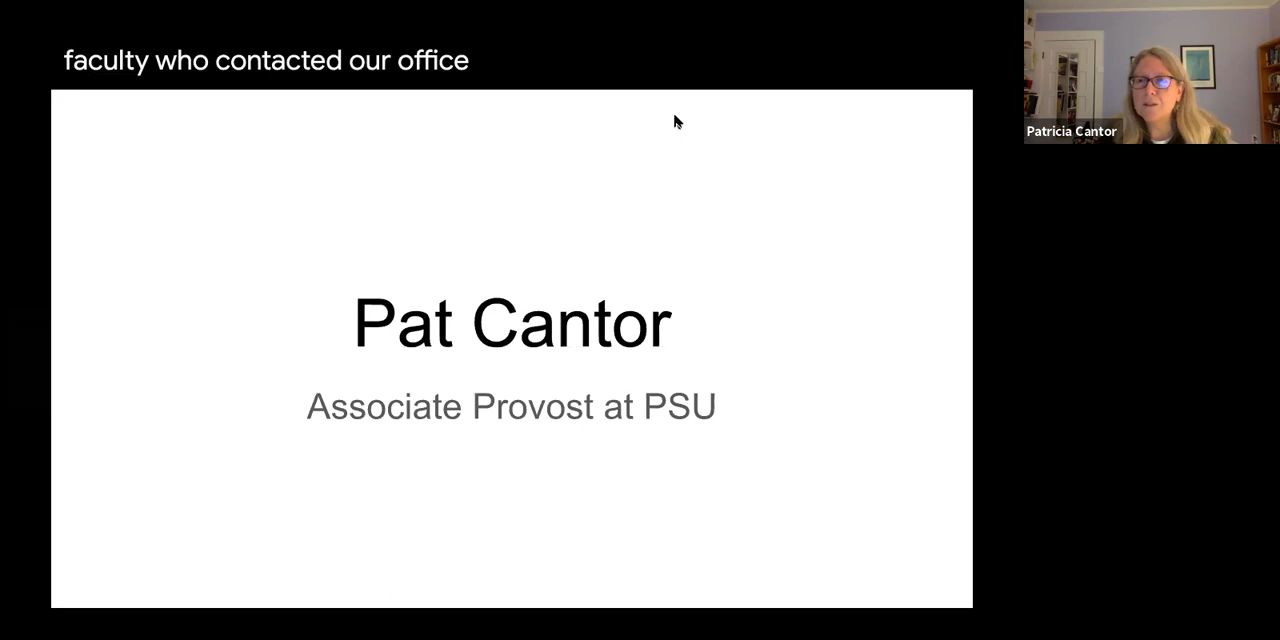 faculty who contacted our office
Patricia Cantor
Pat Cantor
Associate Provost at PSU